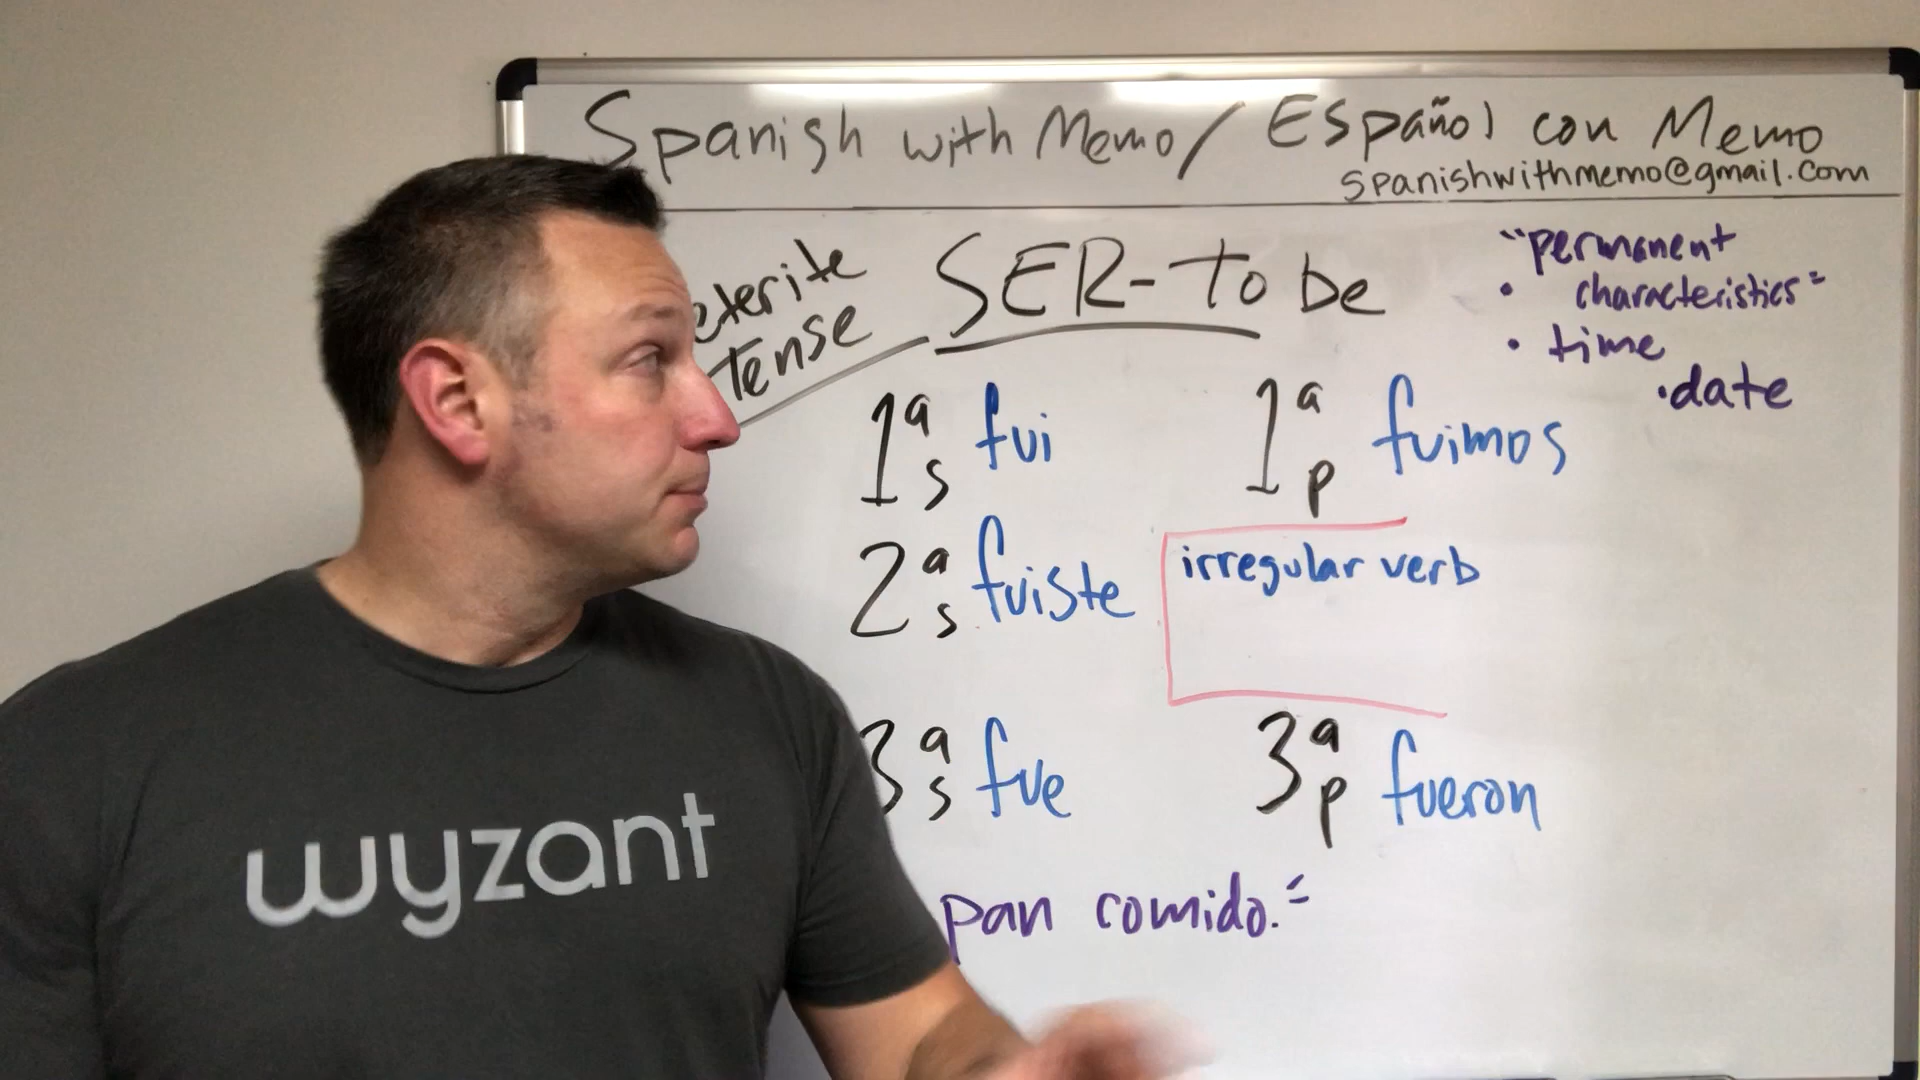 Spanish with Memo / Español con Memo
spanishwithmemo@gmail.com
eterite
tense
SER - to be
"permanent
• characteristics"
• time
• date
1ª s fui
1ª p fuimos
2ª s fuiste
irregular verb
3ª s fue
3ª p fueron
pan comido."
wyzant